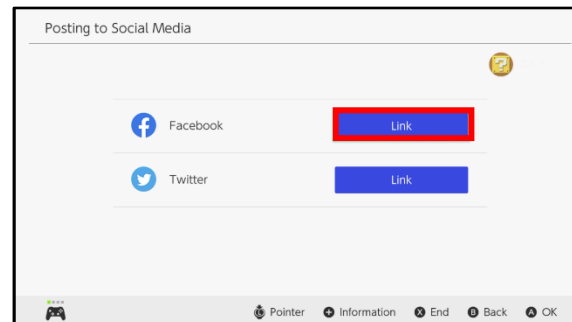 Posting to Social Media
Facebook Link
Twitter Link
Pointer Information End Back OK